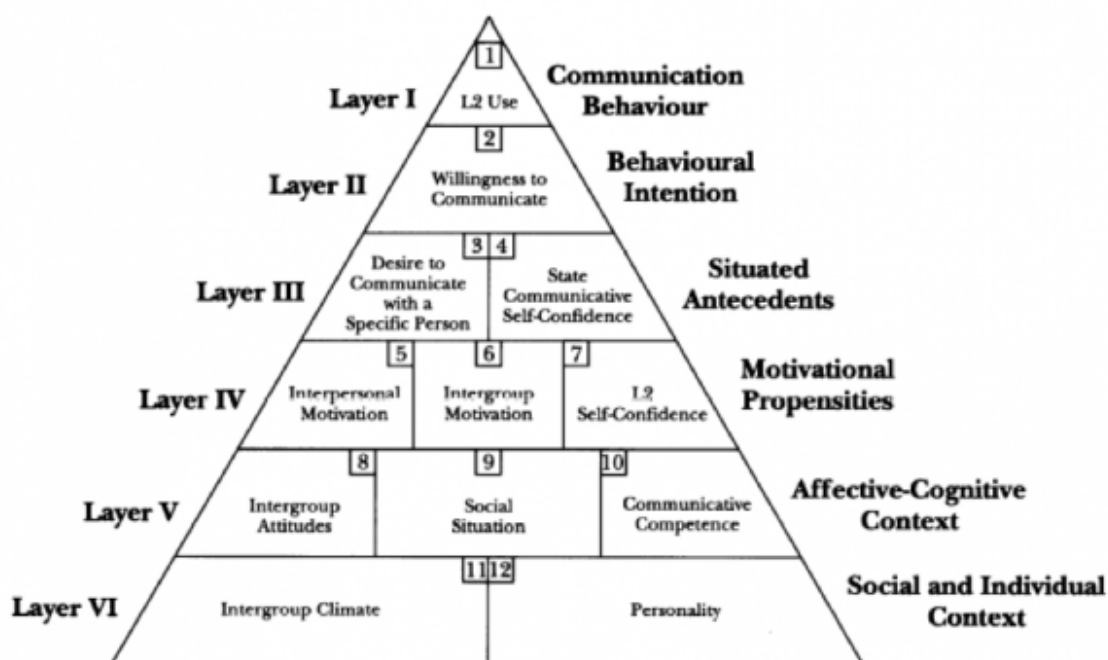 1
Layer I
L2 Use
Communication
Behaviour
2
Layer II
Willingness to
Communicate
Behavioural
Intention
3 4
Layer III
Desire to
Communicate
with a
Specific Person
State
Communicative
Self-Confidence
Situated
Antecedents
5 6 7
Layer IV
Interpersonal
Motivation
Intergroup
Motivation
L2
Self-Confidence
Motivational
Propensities
8 9 10
Layer V
Intergroup
Attitudes
Social
Situation
Communicative
Competence
Affective-Cognitive
Context
11 12
Layer VI
Intergroup Climate
Personality
Social and Individual
Context